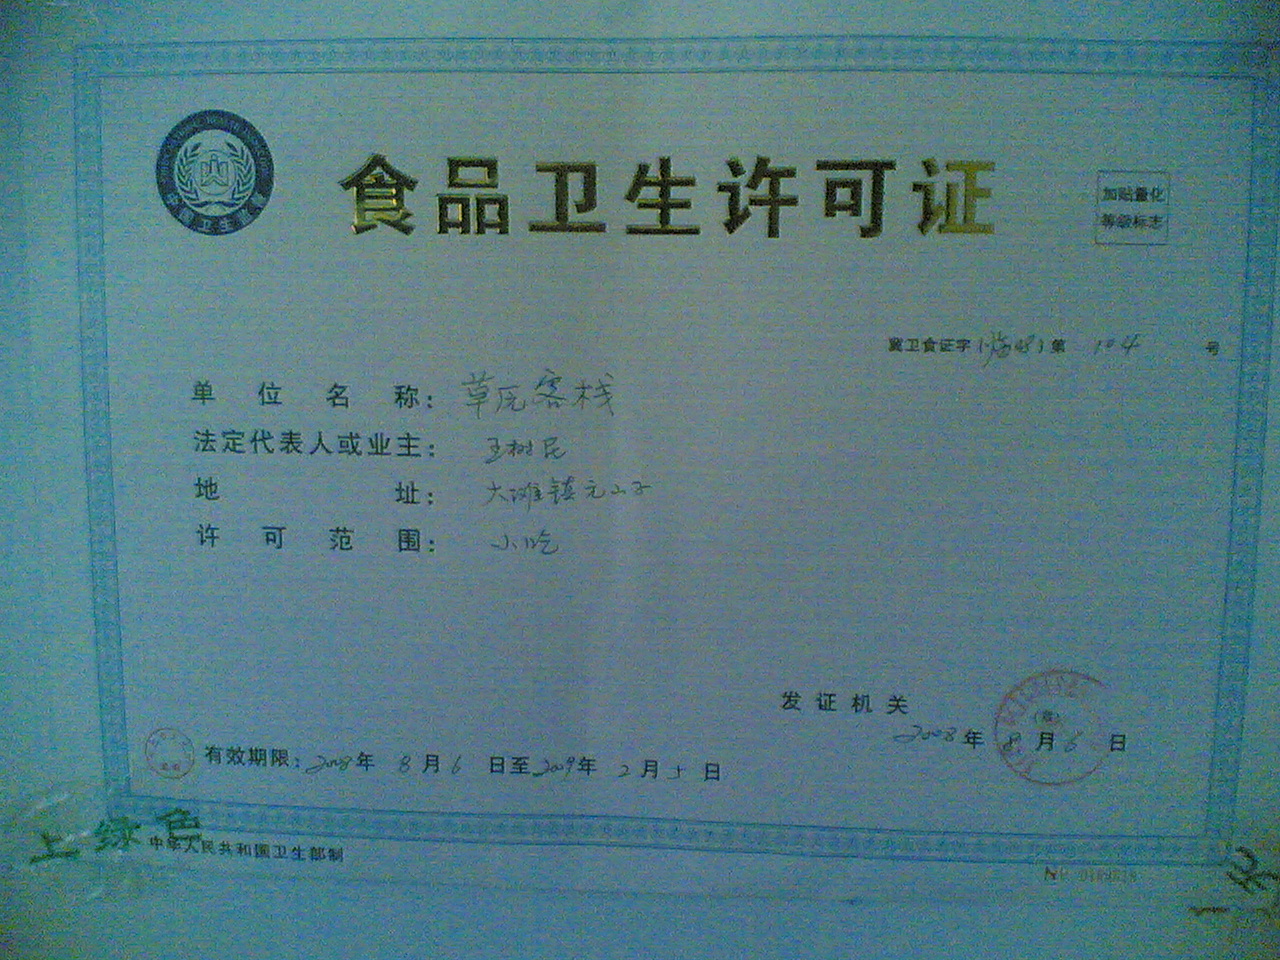 食品卫生许可证
加贴量化
等级标志
冀卫食证字(临时)第 104 号
单位名称: 草原客栈
法定代表人或业主: 王树民
地址: 大滩镇元山子
许可范围: 小吃
发证机关
2008年 8月6日
有效期限: 2008年 8月6日至2009年 2月5日
上绿色
中华人民共和国卫生部制